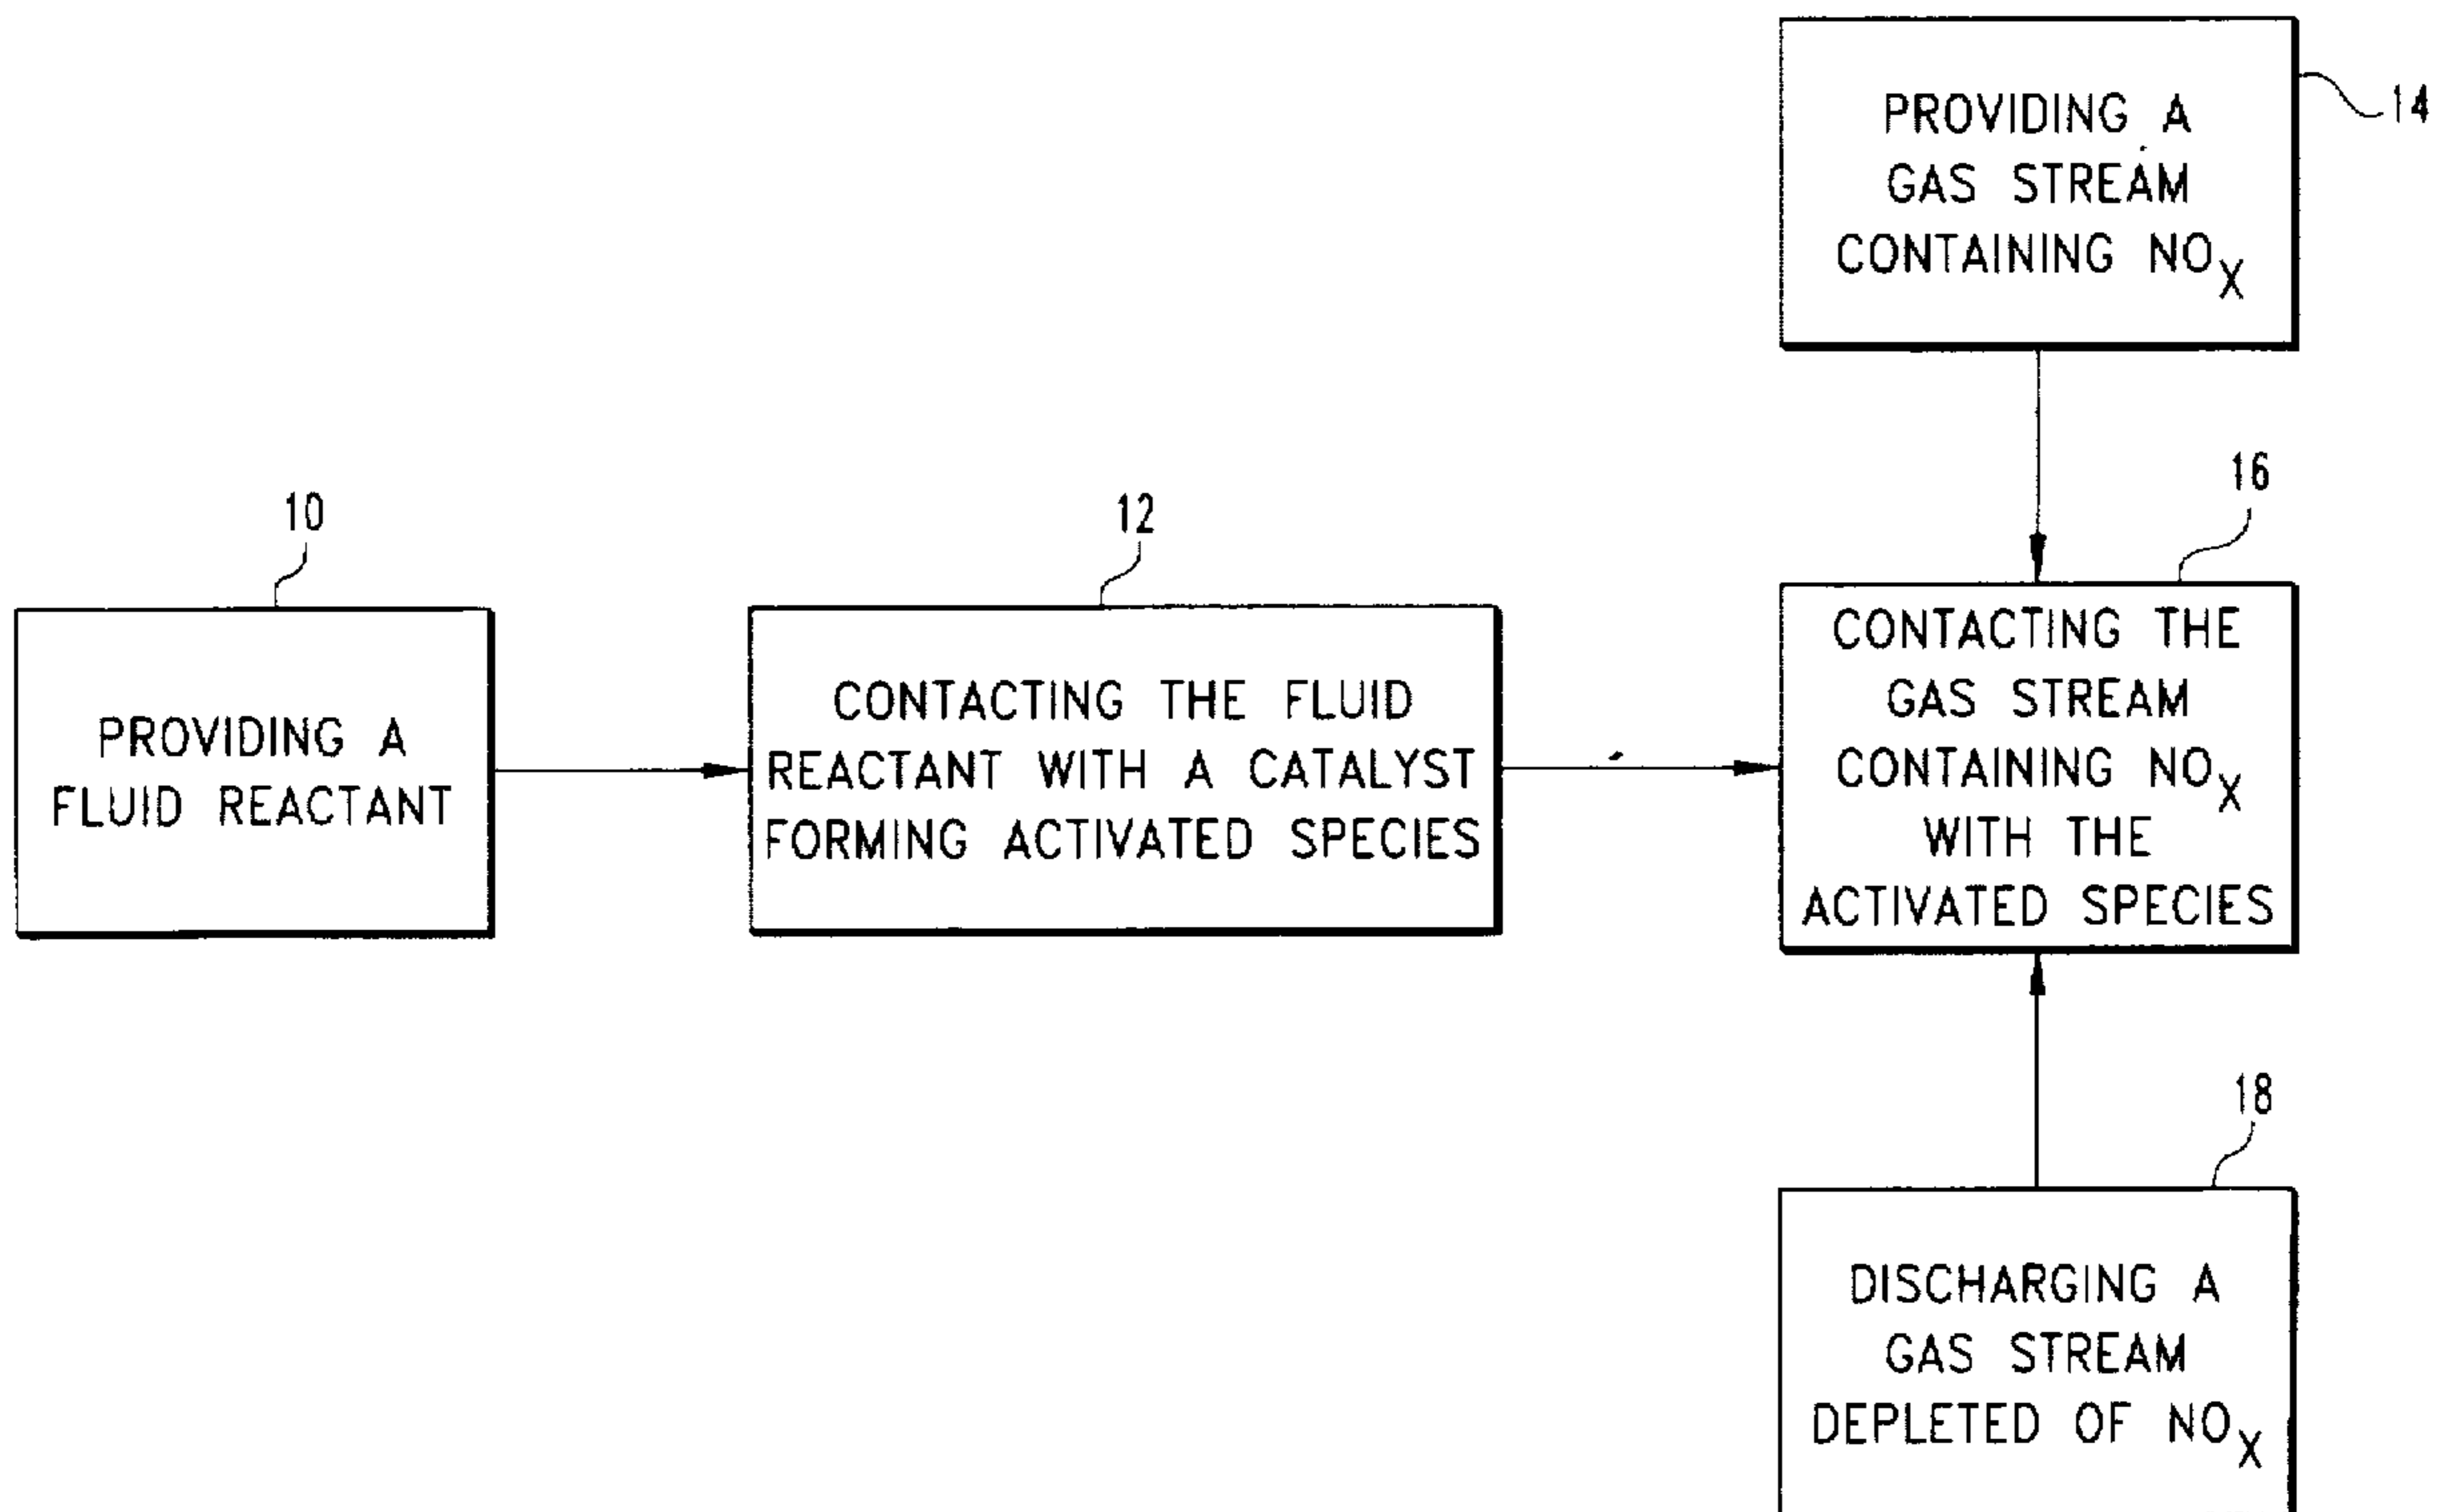 10
PROVIDING A
FLUID REACTANT
12
CONTACTING THE FLUID
REACTANT WITH A CATALYST
FORMING ACTIVATED SPECIES
14
PROVIDING A
GAS STREAM
CONTAINING NOX
16
CONTACTING THE
GAS STREAM
CONTAINING NOX
WITH THE
ACTIVATED SPECIES
18
DISCHARGING A
GAS STREAM
DEPLETED OF NOX